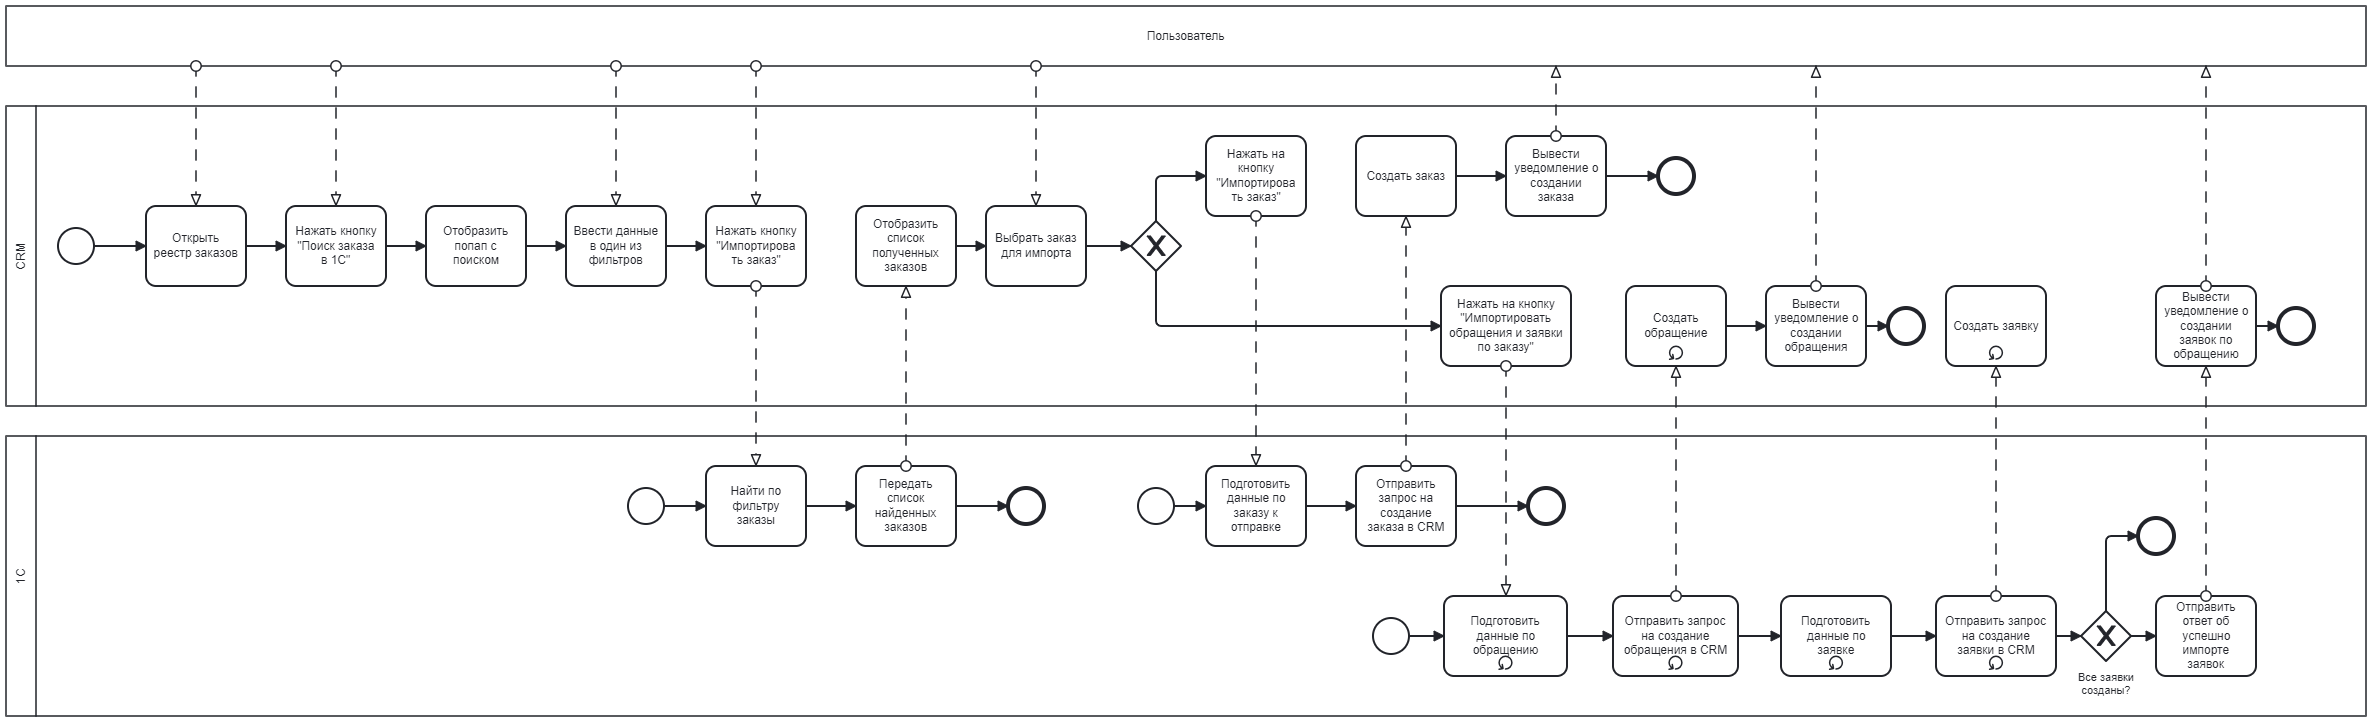 Пользователь
CRM
Открыть
реестр заказов
Нажать кнопку
"Поиск заказа
в 1С"
Отобразить
попап с
поиском
Ввести данные
в один из
фильтров
Нажать кнопку
"Импортирова
ть заказ"
Отобразить
список
полученных
заказов
Выбрать заказ
для импорта
Нажать на
кнопку
"Импортирова
ть заказ"
Создать заказ
Вывести
уведомление о
создании
заказа
Нажать на кнопку
"Импортировать
обращения и заявки
по заказу"
Создать
обращение
Вывести
уведомление о
создании
обращения
Создать заявку
Вывести
уведомление о
создании
заявок по
обращению
1С
Найти по
фильтру
заказы
Передать
список
найденных
заказов
Подготовить
данные по
заказу к
отправке
Отправить
запрос на
создание
заказа в CRM
Подготовить
данные по
обращению
Отправить запрос
на создание
обращения в CRM
Подготовить
данные по
заявке
Отправить запрос
на создание
заявки в CRM
Все заявки
созданы?
Отправить
ответ об
успешно
импорте
заявок